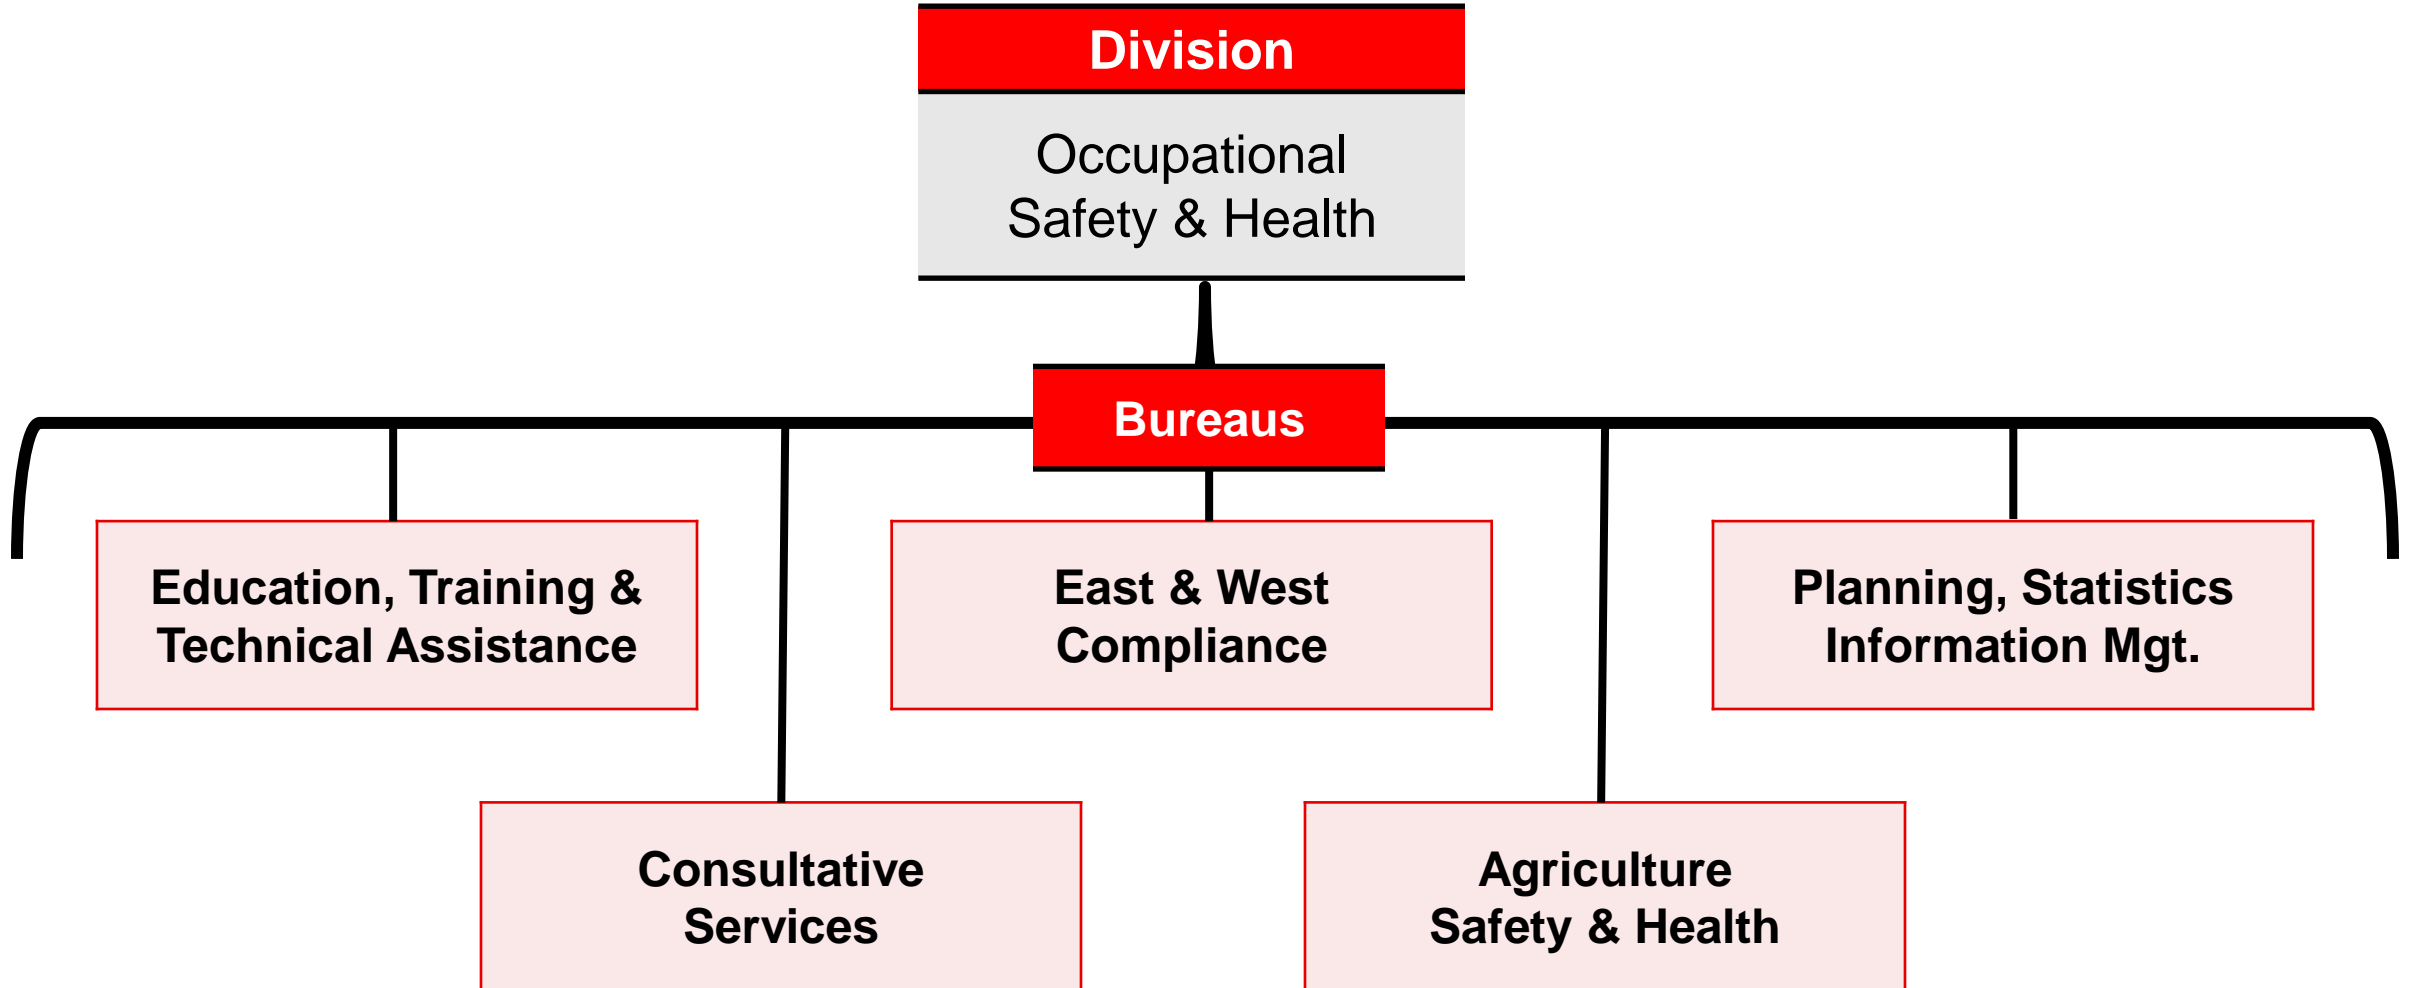 Division
Occupational
Safety & Health
Bureaus
Education, Training &
Technical Assistance
East & West
Compliance
Planning, Statistics
Information Mgt.
Consultative
Services
Agriculture
Safety & Health